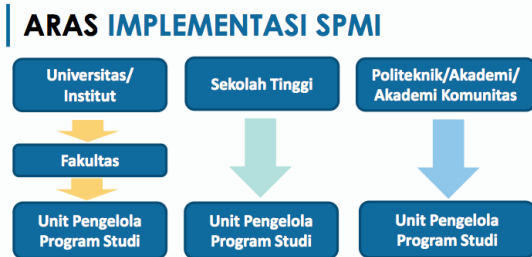 ARAS IMPLEMENTASI SPMI
Universitas/
Institut
Sekolah Tinggi
Politeknik/Akademi/
Akademi Komunitas
Fakultas
Unit Pengelola
Program Studi
Unit Pengelola
Program Studi
Unit Pengelola
Program Studi